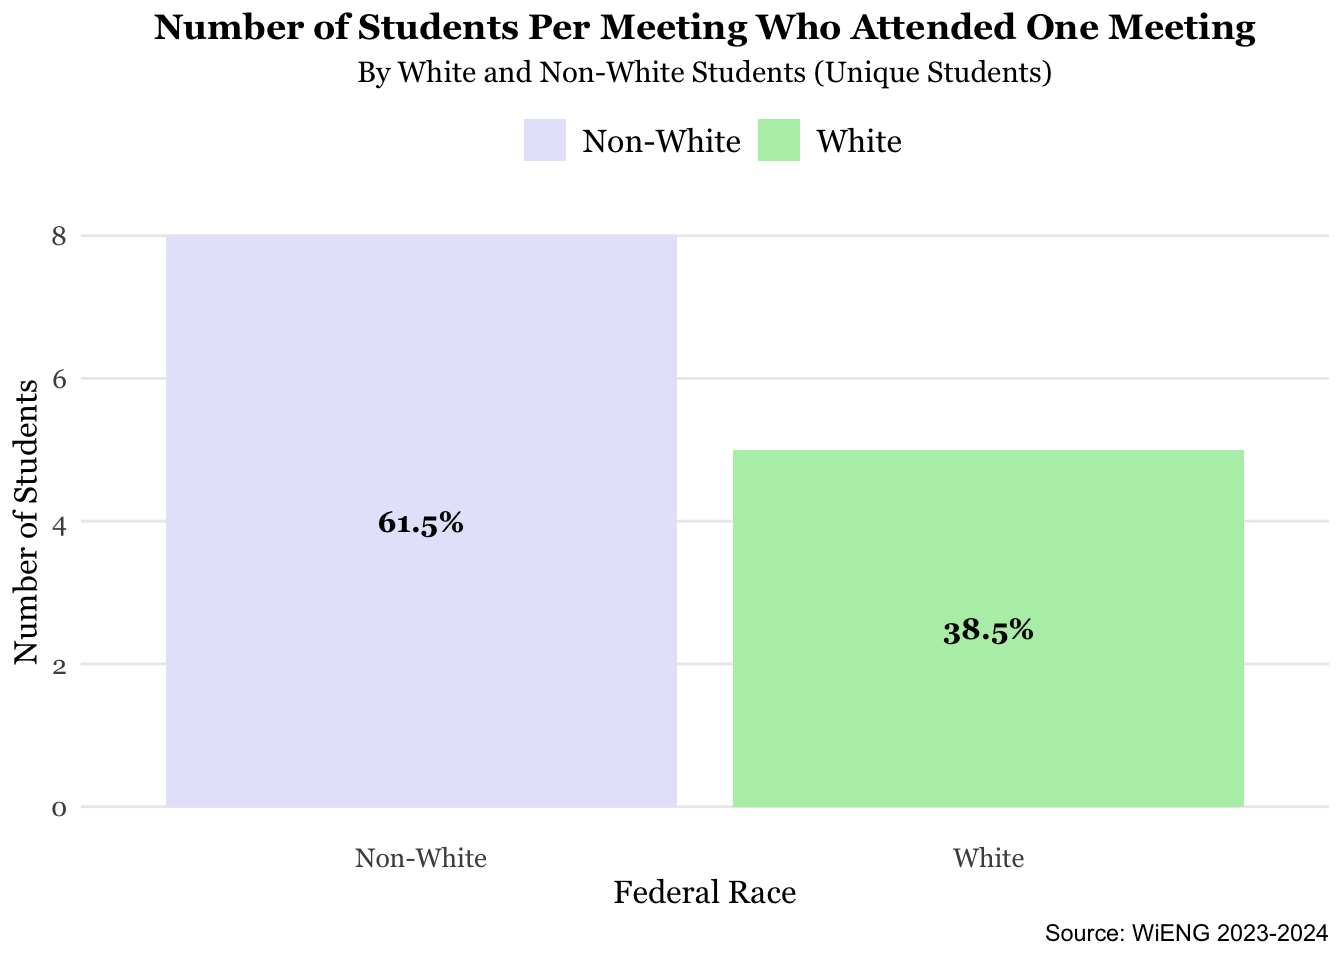 Number of Students Per Meeting Who Attended One Meeting
By White and Non-White Students (Unique Students)
Non-White White
8
6
4
2
0
Number of Students
61.5%
38.5%
Non-White White
Federal Race
Source: WiENG 2023-2024